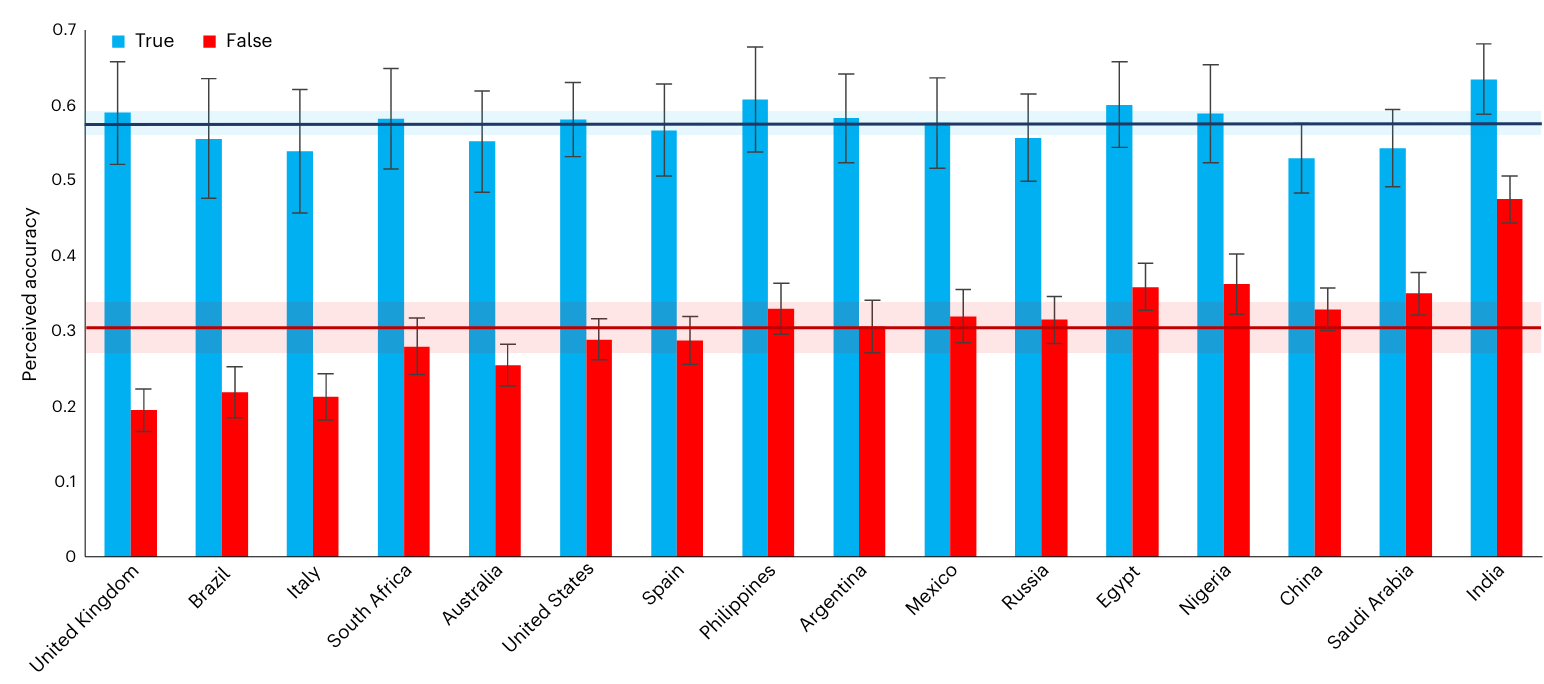 True False
Perceived accuracy
0.7
0.6
0.5
0.4
0.3
0.2
0.1
0
United Kingdom
Brazil
Italy
South Africa
Australia
United States
Spain
Philippines
Argentina
Mexico
Russia
Egypt
Nigeria
China
Saudi Arabia
India